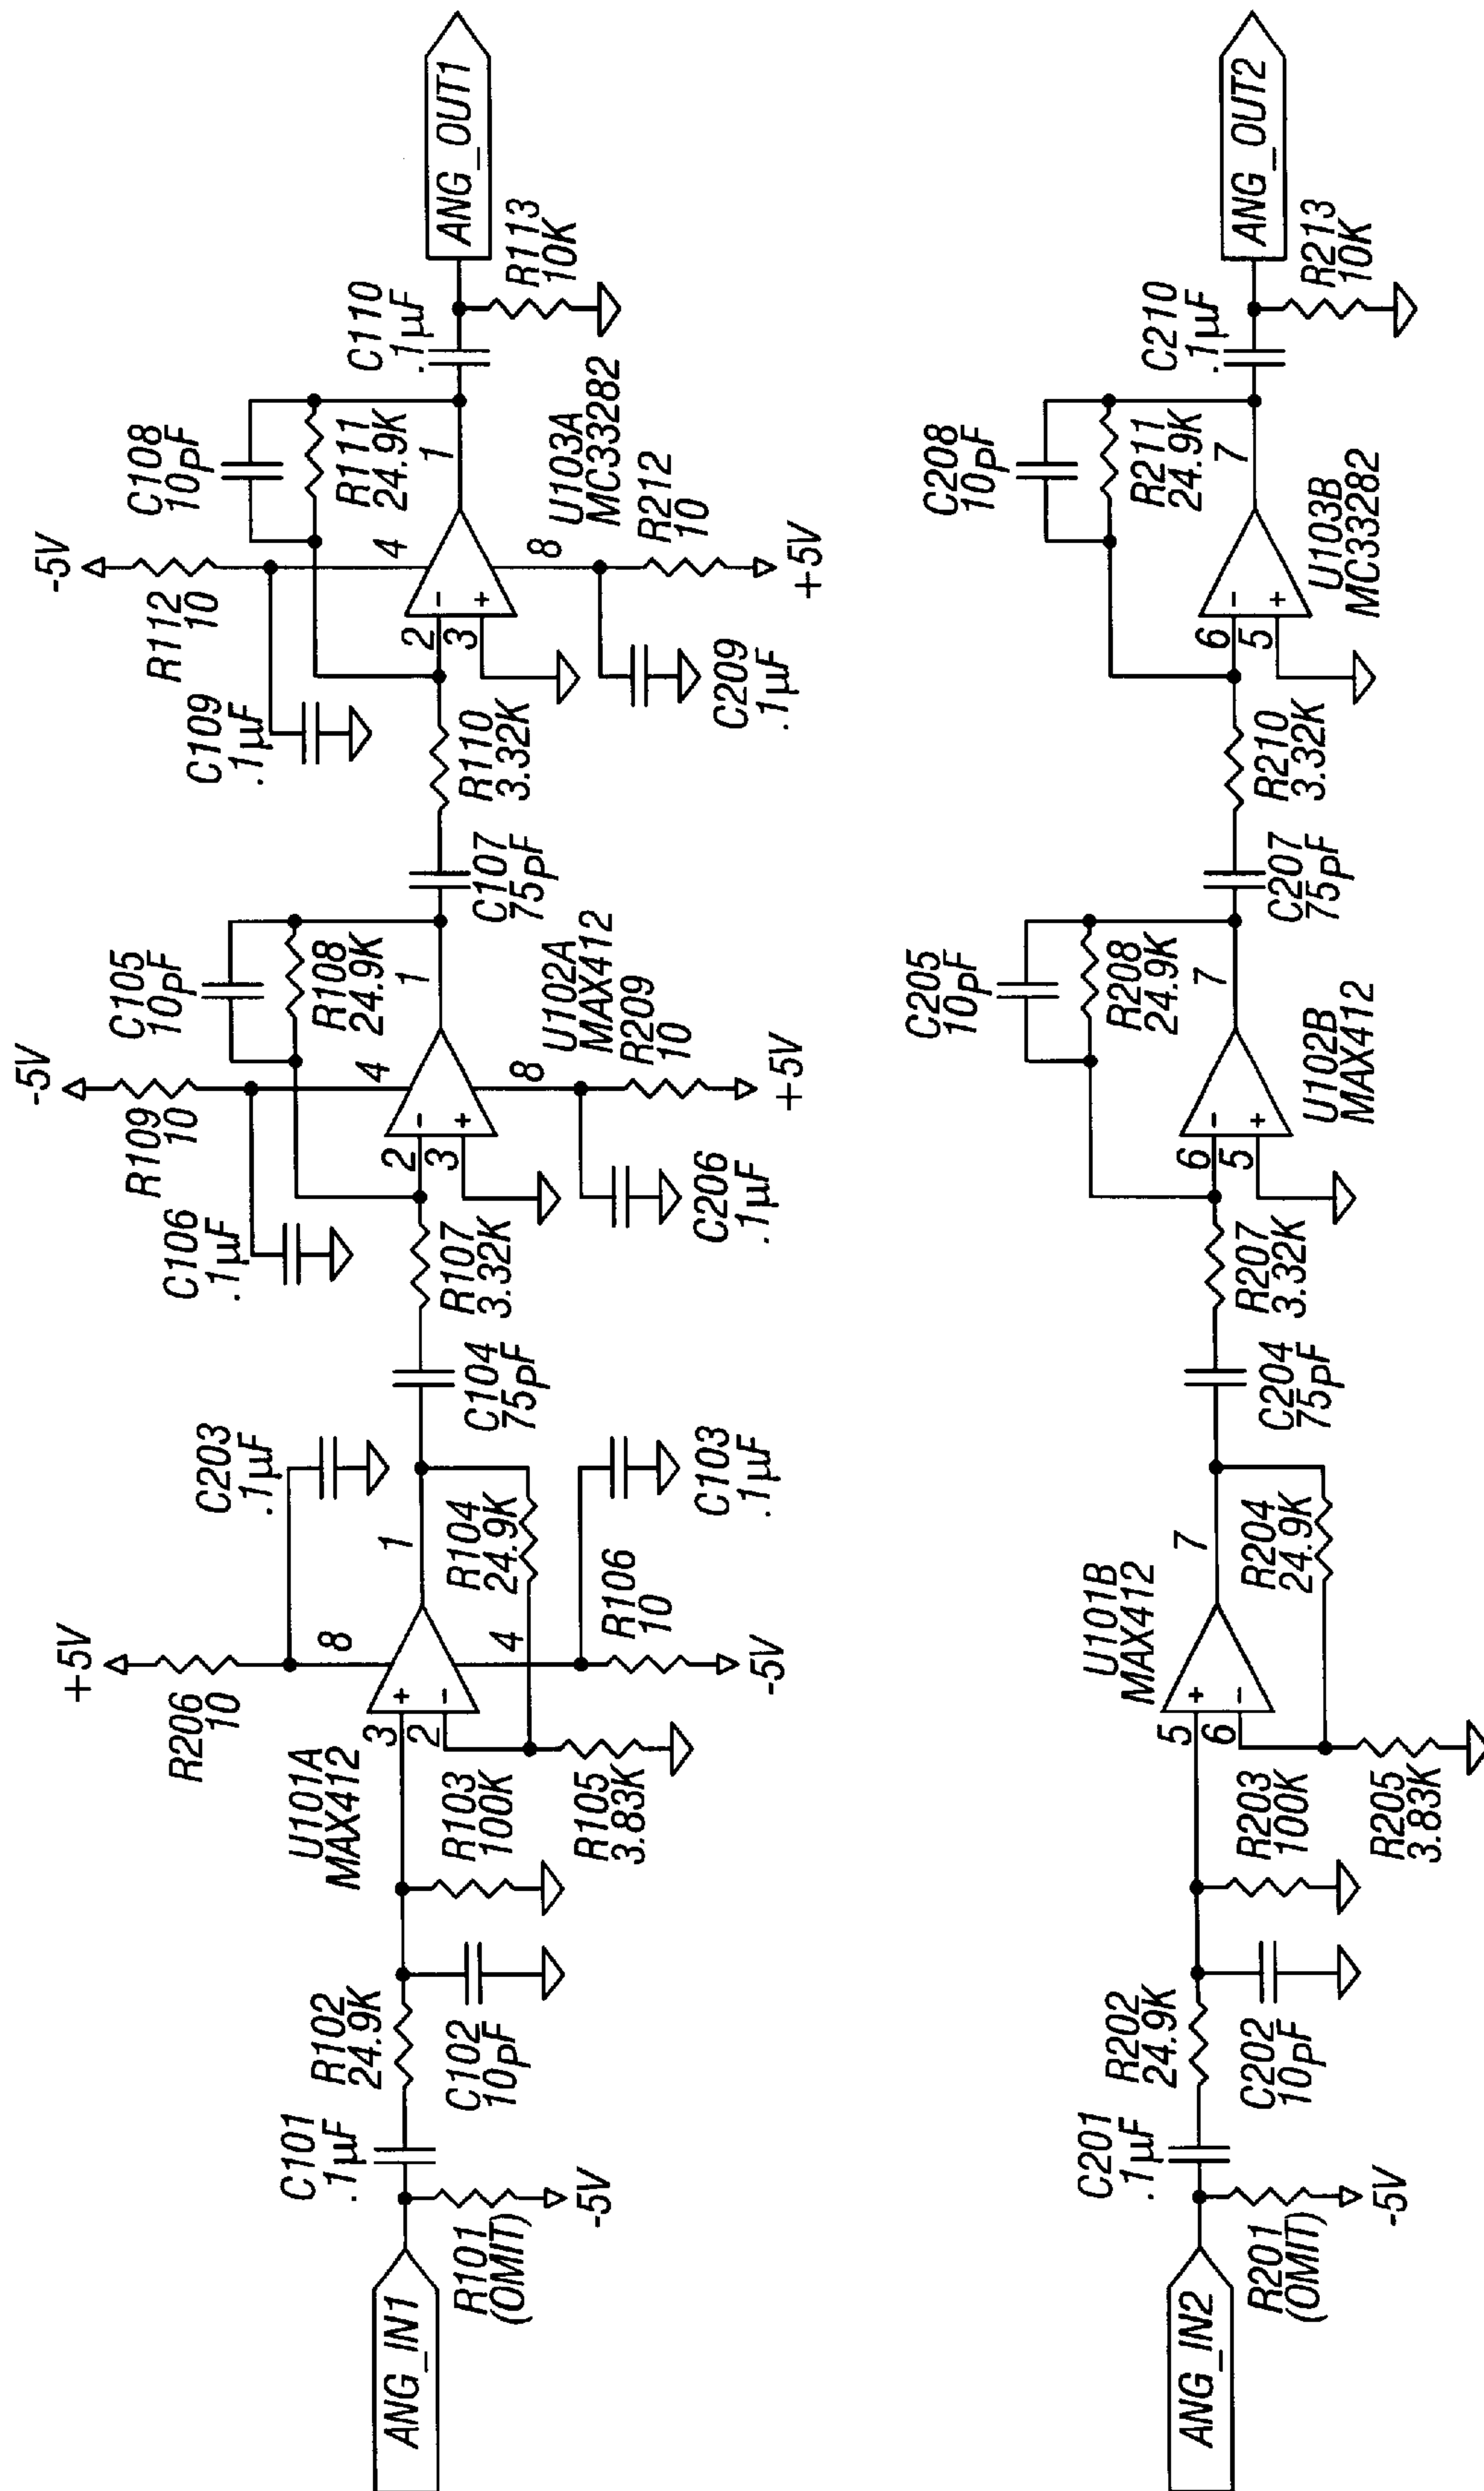 ANG_IN1
R101
(OMIT)
-5V
C101
.1µF
R102
24.9K
C102
10pF
R103
100K
U101A
MAX412
3
2
8
4
1
R105
3.83K
R206
10
+5V
C203
.1µF
R104
24.9K
R106
10
-5V
C103
.1µF
C104
75pF
R107
3.32K
C106
.1µF
R109
10
-5V
2
3
4
8
1
C105
10pF
R108
24.9K
U102A
MAX412
R209
10
+5V
C206
.1µF
C107
75pF
R110
3.32K
C109
.1µF
R112
10
-5V
2
3
4
8
1
C108
10pF
R111
24.9K
U103A
MC33282
R212
10
+5V
C209
.1µF
C110
.1µF
R113
10K
ANG_OUT1
ANG_IN2
R201
(OMIT)
-5V
C201
.1µF
R202
24.9K
C202
10pF
R203
100K
R205
3.83K
5
6
7
U101B
MAX412
R204
24.9K
C204
75pF
R207
3.32K
6
5
7
C205
10pF
R208
24.9K
U102B
MAX412
C207
75pF
R210
3.32K
6
5
7
C208
10pF
R211
24.9K
U103B
MC33282
C210
.1µF
R213
10K
ANG_OUT2